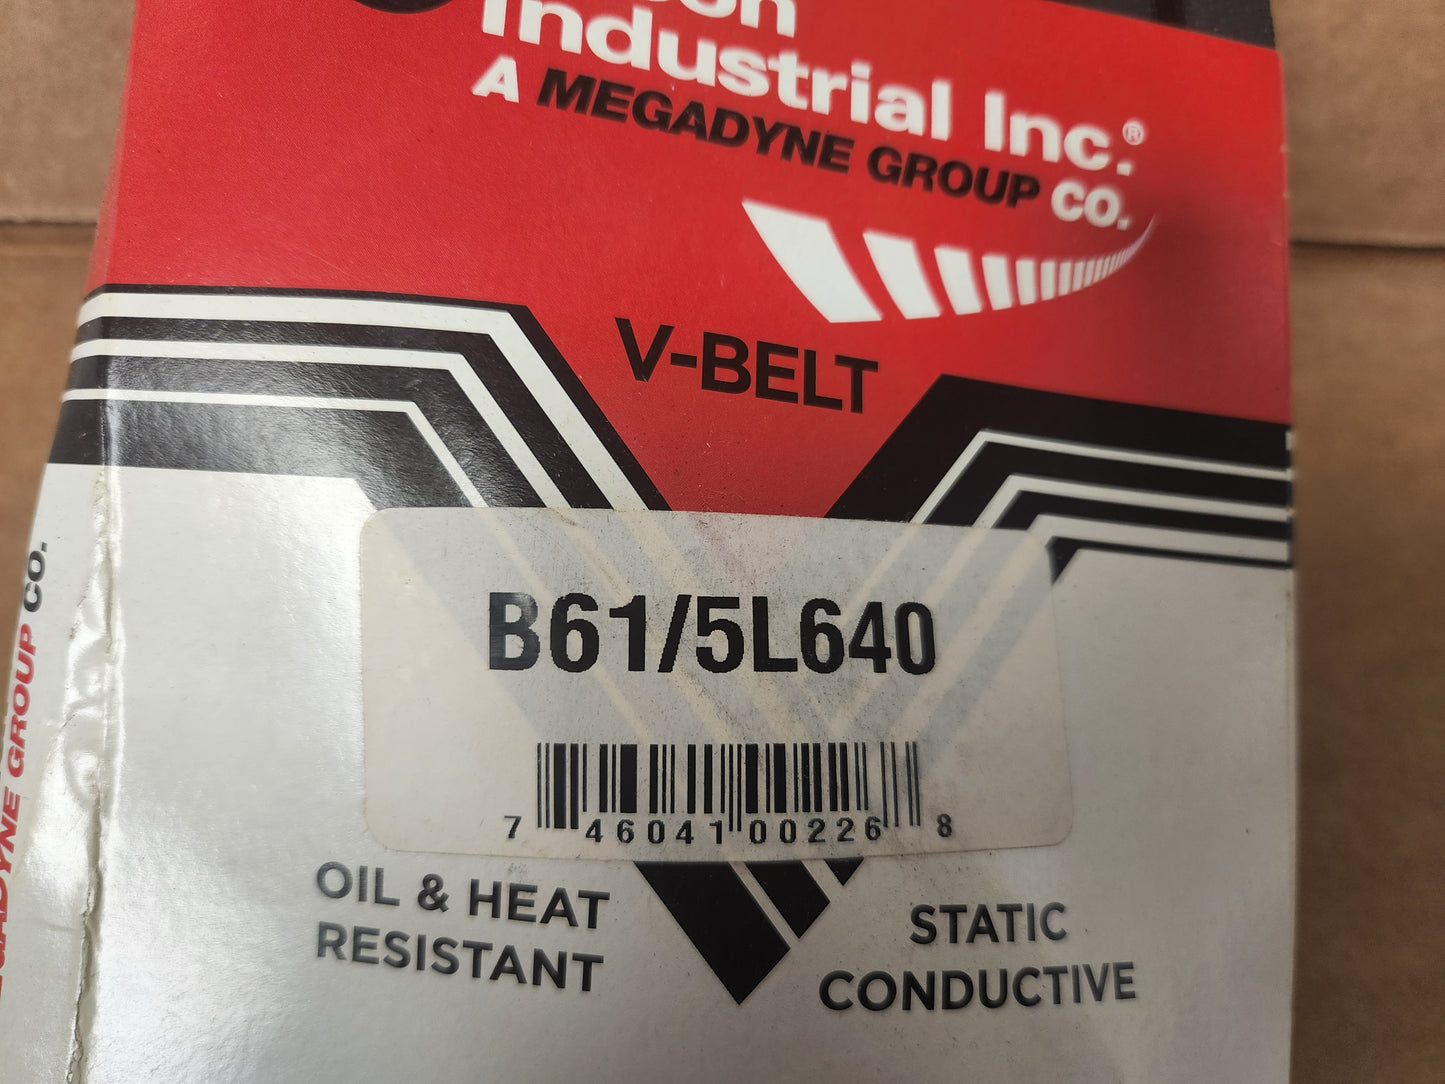 Industrial Inc.®
A MEGADYNE GROUP CO.
V-BELT
B61/5L640
7 46041 00226 8
OIL & HEAT
RESISTANT
STATIC
CONDUCTIVE
GROUP CO.